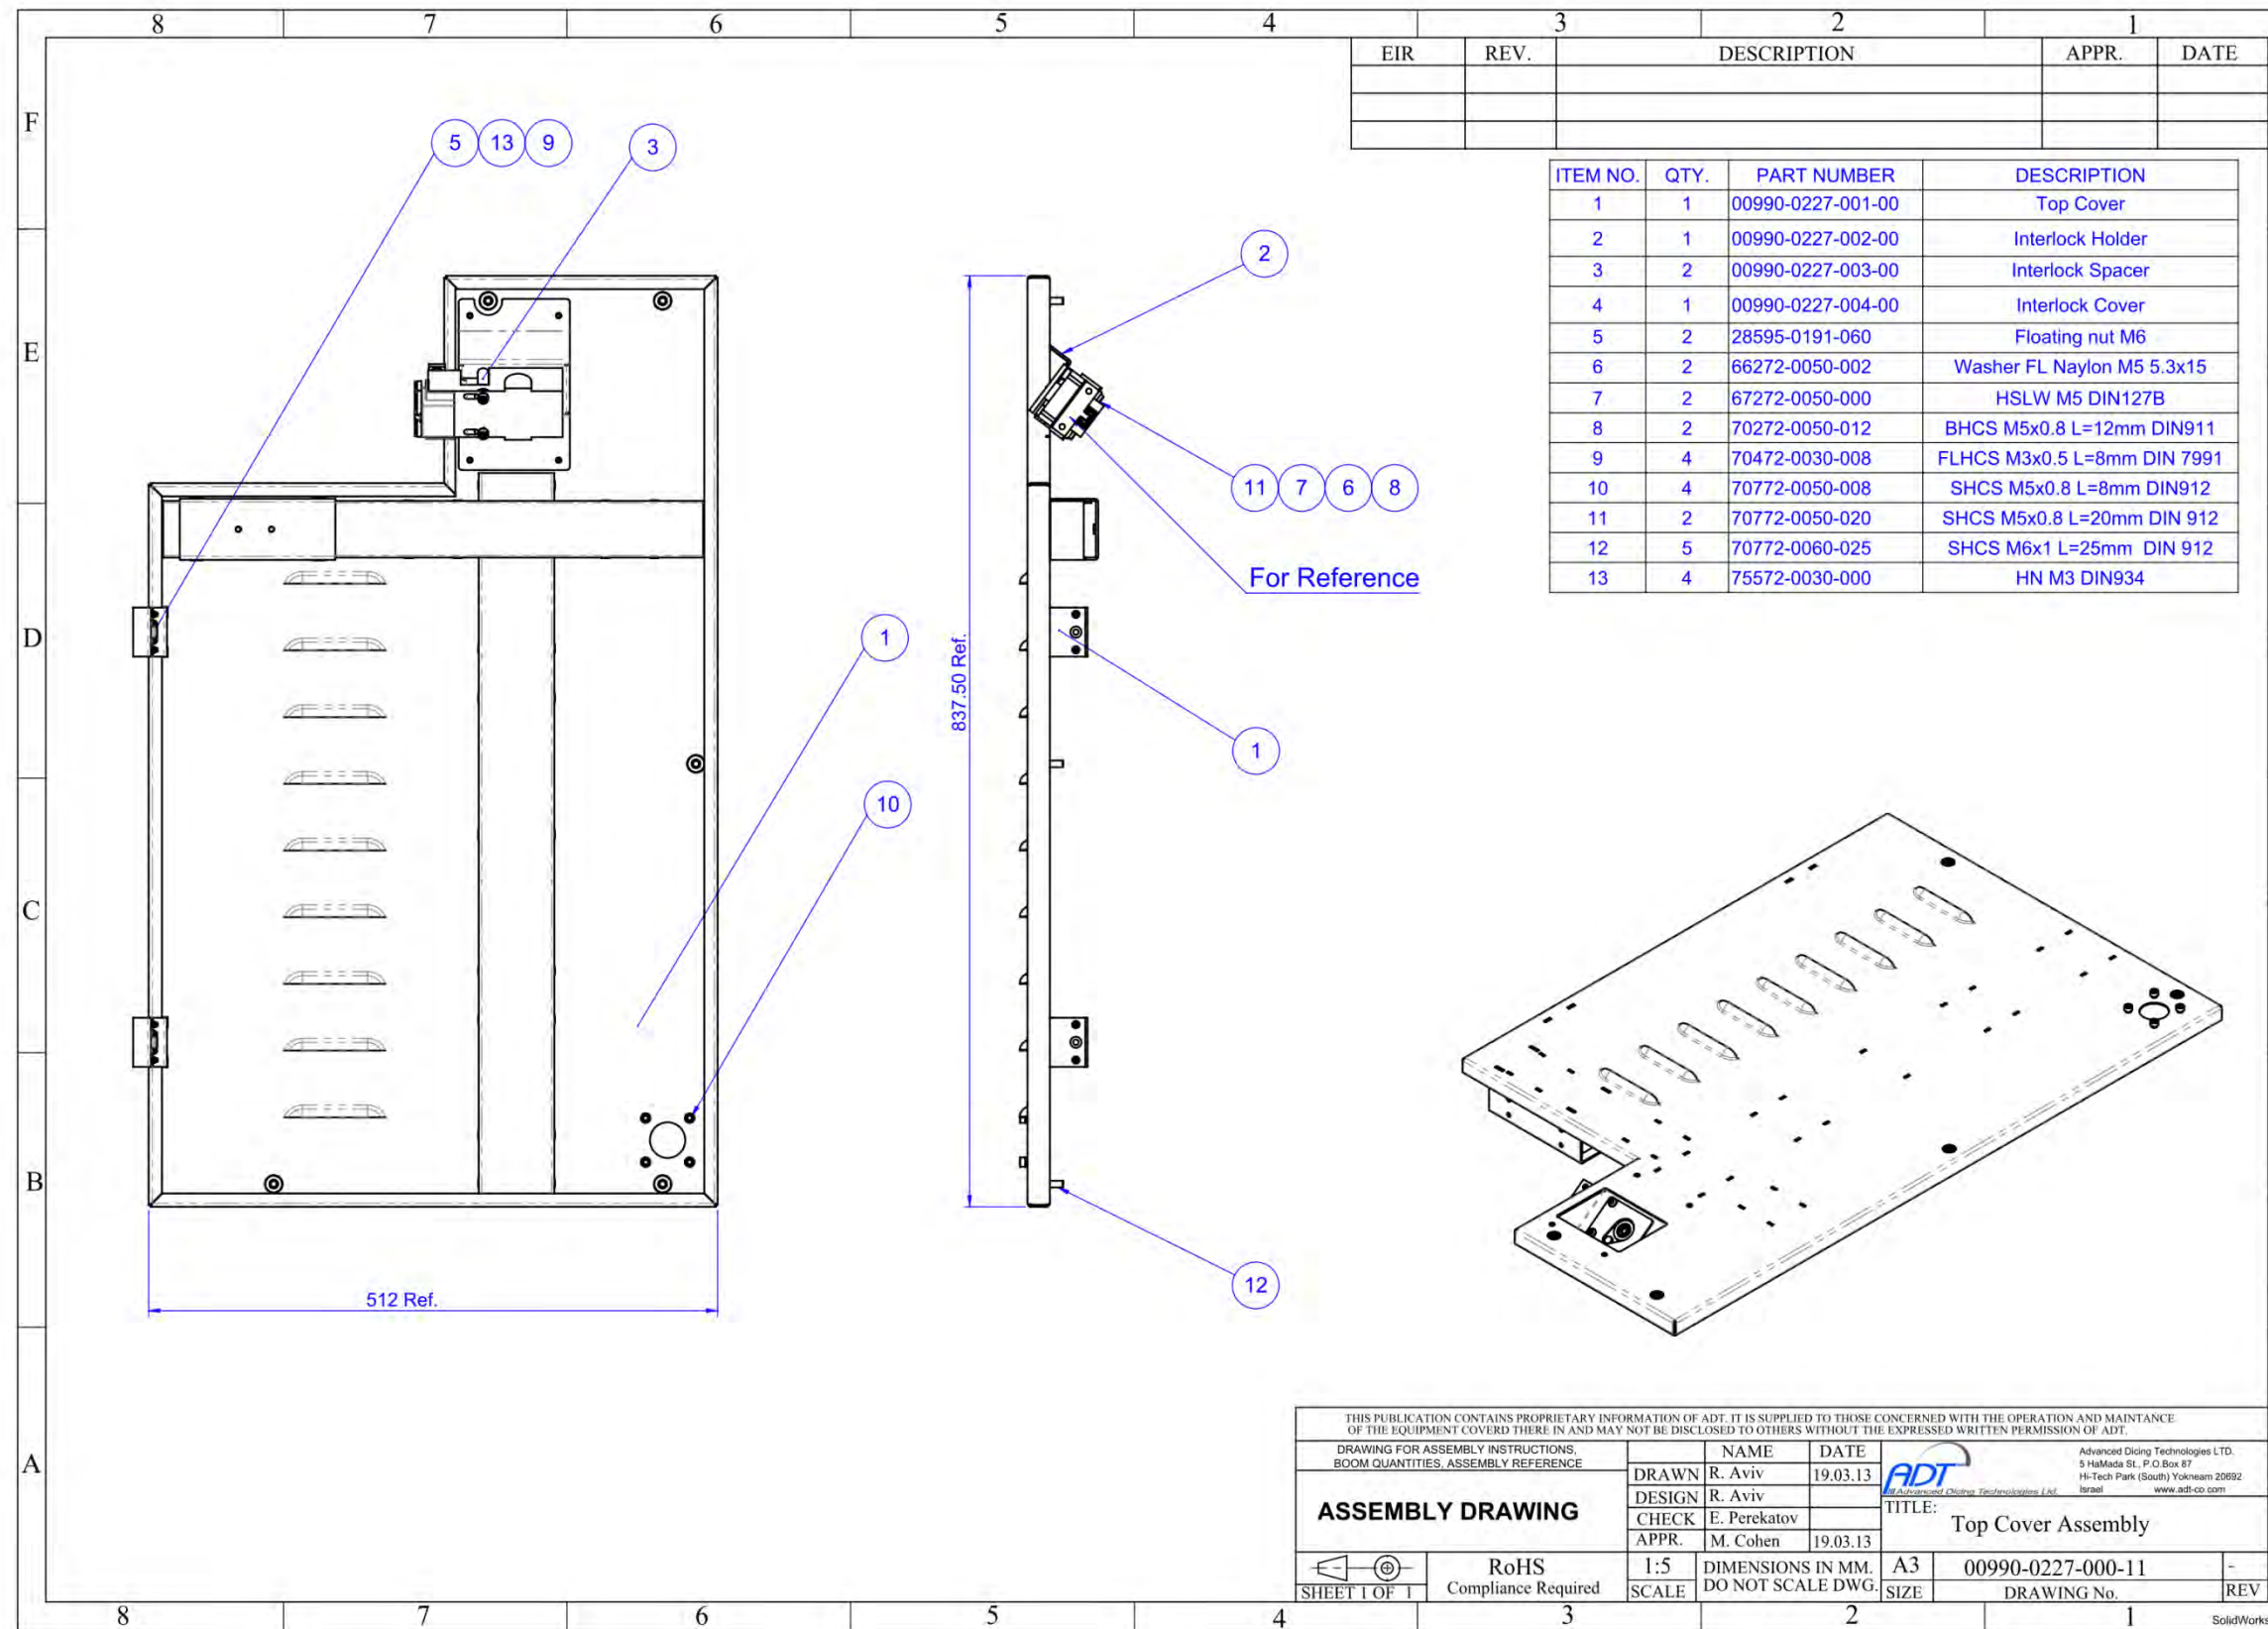 8 7 6 5 4 3 2 1
EIR REV. DESCRIPTION APPR. DATE
F
E
D
C
B
A
5 13 9 3
2
11 7 6 8
For Reference
1
1
10
12
837.50 Ref.
512 Ref.
ITEM NO. QTY. PART NUMBER DESCRIPTION
1 1 00990-0227-001-00 Top Cover
2 1 00990-0227-002-00 Interlock Holder
3 2 00990-0227-003-00 Interlock Spacer
4 1 00990-0227-004-00 Interlock Cover
5 2 28595-0191-060 Floating nut M6
6 2 66272-0050-002 Washer FL Naylon M5 5.3x15
7 2 67272-0050-000 HSLW M5 DIN127B
8 2 70272-0050-012 BHCS M5x0.8 L=12mm DIN911
9 4 70472-0030-008 FLHCS M3x0.5 L=8mm DIN 7991
10 4 70772-0050-008 SHCS M5x0.8 L=8mm DIN912
11 2 70772-0050-020 SHCS M5x0.8 L=20mm DIN 912
12 5 70772-0060-025 SHCS M6x1 L=25mm DIN 912
13 4 75572-0030-000 HN M3 DIN934
THIS PUBLICATION CONTAINS PROPRIETARY INFORMATION OF ADT. IT IS SUPPLIED TO THOSE CONCERNED WITH THE OPERATION AND MAINTANCE
OF THE EQUIPMENT COVERD THERE IN AND MAY NOT BE DISCLOSED TO OTHERS WITHOUT THE EXPRESSED WRITTEN PERMISSION OF ADT.
DRAWING FOR ASSEMBLY INSTRUCTIONS,
BOOM QUANTITIES, ASSEMBLY REFERENCE
ASSEMBLY DRAWING
NAME DATE
DRAWN R. Aviv 19.03.13
DESIGN R. Aviv
CHECK E. Perekatov
APPR. M. Cohen 19.03.13
ADT
Advanced Dicing Technologies Ltd.
Advanced Dicing Technologies LTD.
5 HaMada St., P.O.Box 87
Hi-Tech Park (South) Yokneam 20692
Israel www.adt-co.com
TITLE:
Top Cover Assembly
SHEET 1 OF 1
RoHS
Compliance Required
1:5
SCALE
DIMENSIONS IN MM.
DO NOT SCALE DWG.
A3
SIZE
00990-0227-000-11
DRAWING No.
-
REV
8 7 6 5 4 3 2 1
SolidWorks